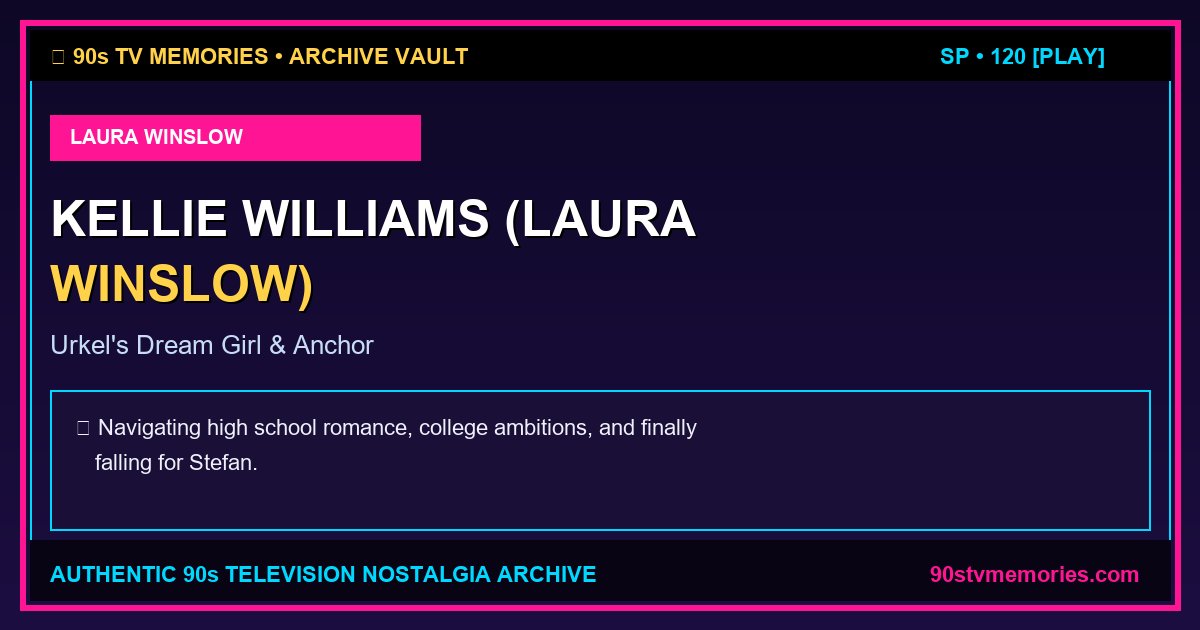 90s TV MEMORIES • ARCHIVE VAULT
SP • 120 [PLAY]
LAURA WINSLOW
KELLIE WILLIAMS (LAURA
WINSLOW)
Urkel's Dream Girl & Anchor
Navigating high school romance, college ambitions, and finally
falling for Stefan.
AUTHENTIC 90s TELEVISION NOSTALGIA ARCHIVE
90stvmemories.com